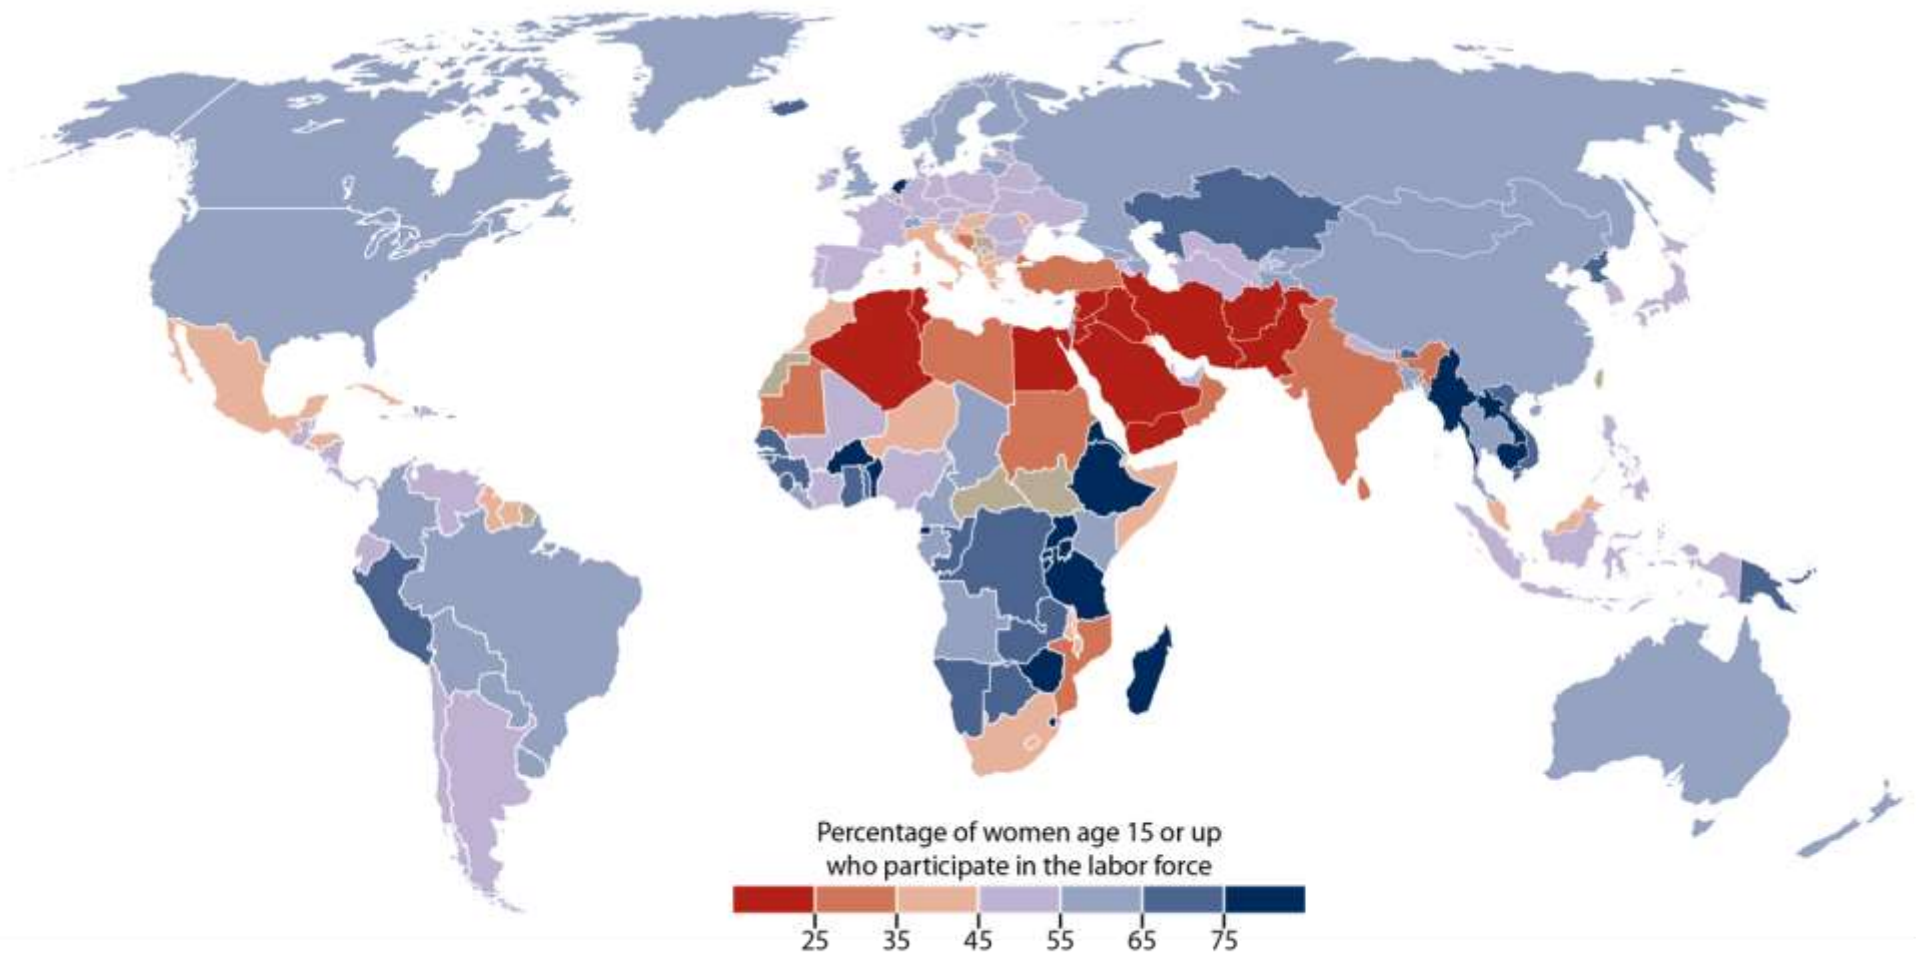 Percentage of women age 15 or up
who participate in the labor force
25 35 45 55 65 75